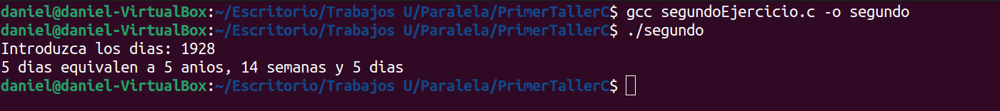 daniel@daniel-VirtualBox:~/Escritorio/Trabajos U/Paralela/PrimerTallerC$ gcc segundoEjercicio.c -o segundo
daniel@daniel-VirtualBox:~/Escritorio/Trabajos U/Paralela/PrimerTallerC$ ./segundo
Introduzca los dias: 1928
5 dias equivalen a 5 anios, 14 semanas y 5 dias
daniel@daniel-VirtualBox:~/Escritorio/Trabajos U/Paralela/PrimerTallerC$